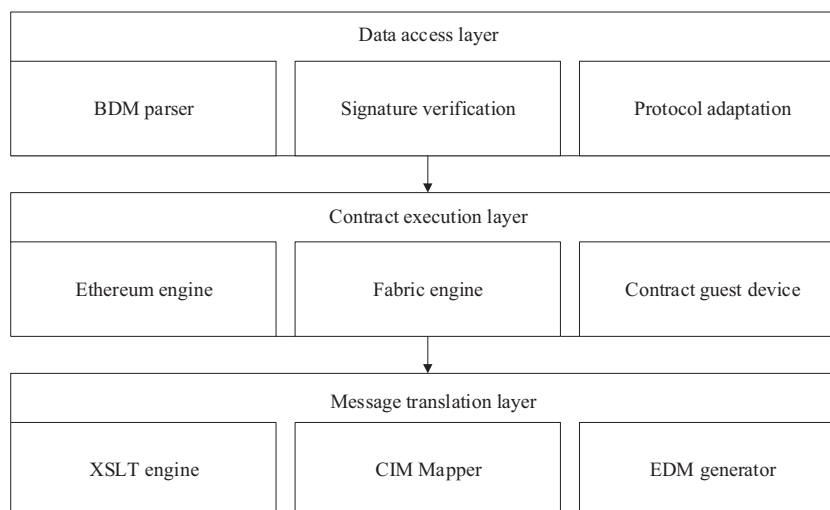 Data access layer
BDM parser
Signature verification
Protocol adaptation
Contract execution layer
Ethereum engine
Fabric engine
Contract guest device
Message translation layer
XSLT engine
CIM Mapper
EDM generator